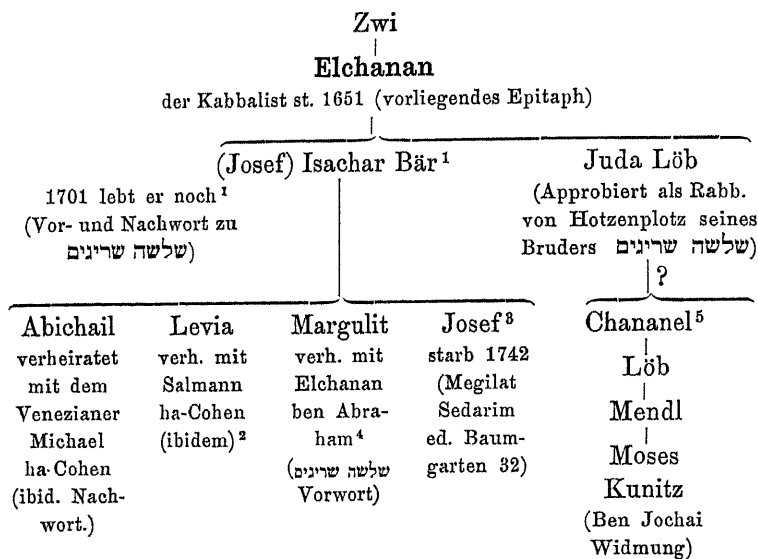 Zwi
Elchanan
der Kabbalist st. 1651 (vorliegendes Epitaph)
(Josef) Isachar Bär¹
1701 lebt er noch¹
(Vor- und Nachwort zu
שלשה שריגים)
Juda Löb
(Approbiert als Rabb.
von Hotzenplotz seines
Bruders שלשה שריגים)
?
Abichail
verheiratet
mit dem
Venezianer
Michael
ha-Cohen
(ibid. Nach-
wort.)
Levia
verh. mit
Salmann
ha-Cohen
(ibidem)²
Margulit
verh. mit
Elchanan
ben Abra-
ham⁴
(שלשה שריגים
Vorwort)
Josef³
starb 1742
(Megilat
Sedarim
ed. Baum-
garten 32)
Chananel⁵
Löb
Mendl
Moses
Kunitz
(Ben Jochai
Widmung)